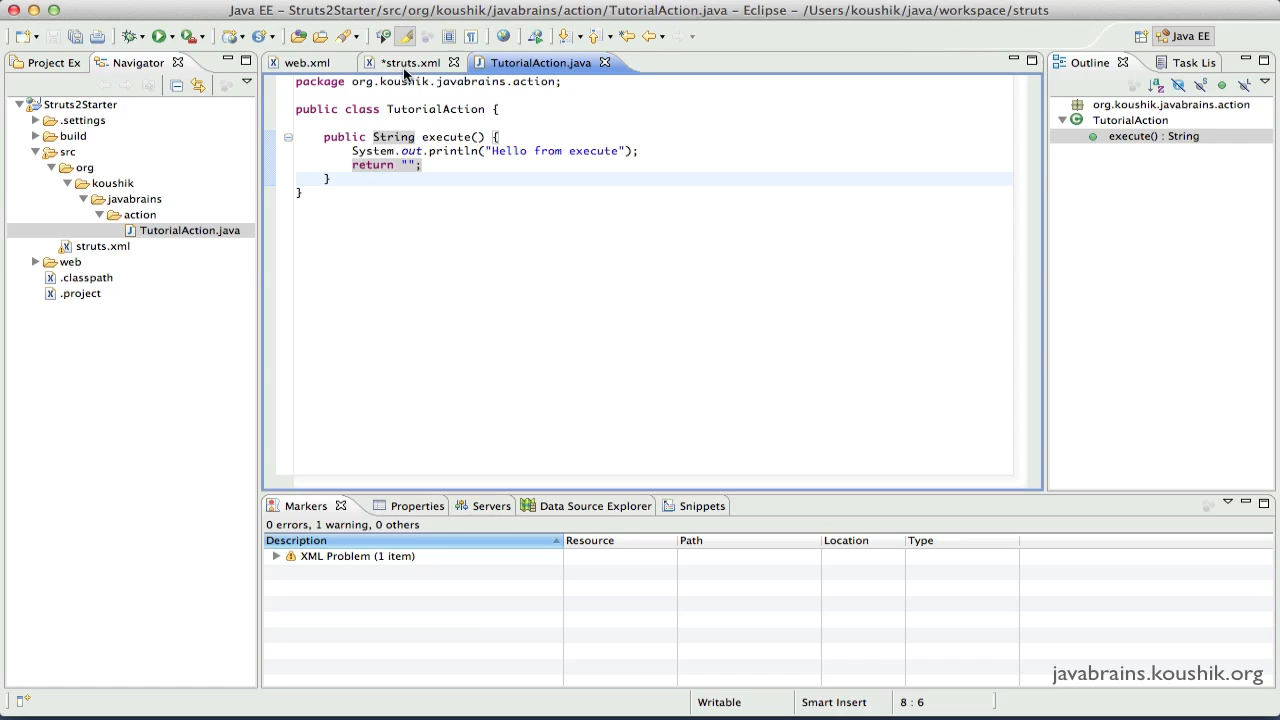 Java EE - Struts2Starter/src/org/koushik/javabrains/action/TutorialAction.java - Eclipse - /Users/koushik/java/workspace/struts
Java EE
Project Ex
Navigator
web.xml
*struts.xml
TutorialAction.java
Outline
Task Lis
Struts2Starter
.settings
build
src
org
koushik
javabrains
action
TutorialAction.java
struts.xml
web
.classpath
.project
package org.koushik.javabrains.action;
public class TutorialAction {
public String execute() {
System.out.println("Hello from execute");
return "";
}
}
org.koushik.javabrains.action
TutorialAction
execute() : String
Markers
Properties
Servers
Data Source Explorer
Snippets
0 errors, 1 warning, 0 others
Description
Resource
Path
Location
Type
XML Problem (1 item)
javabrains.koushik.org
Writable
Smart Insert
8 : 6